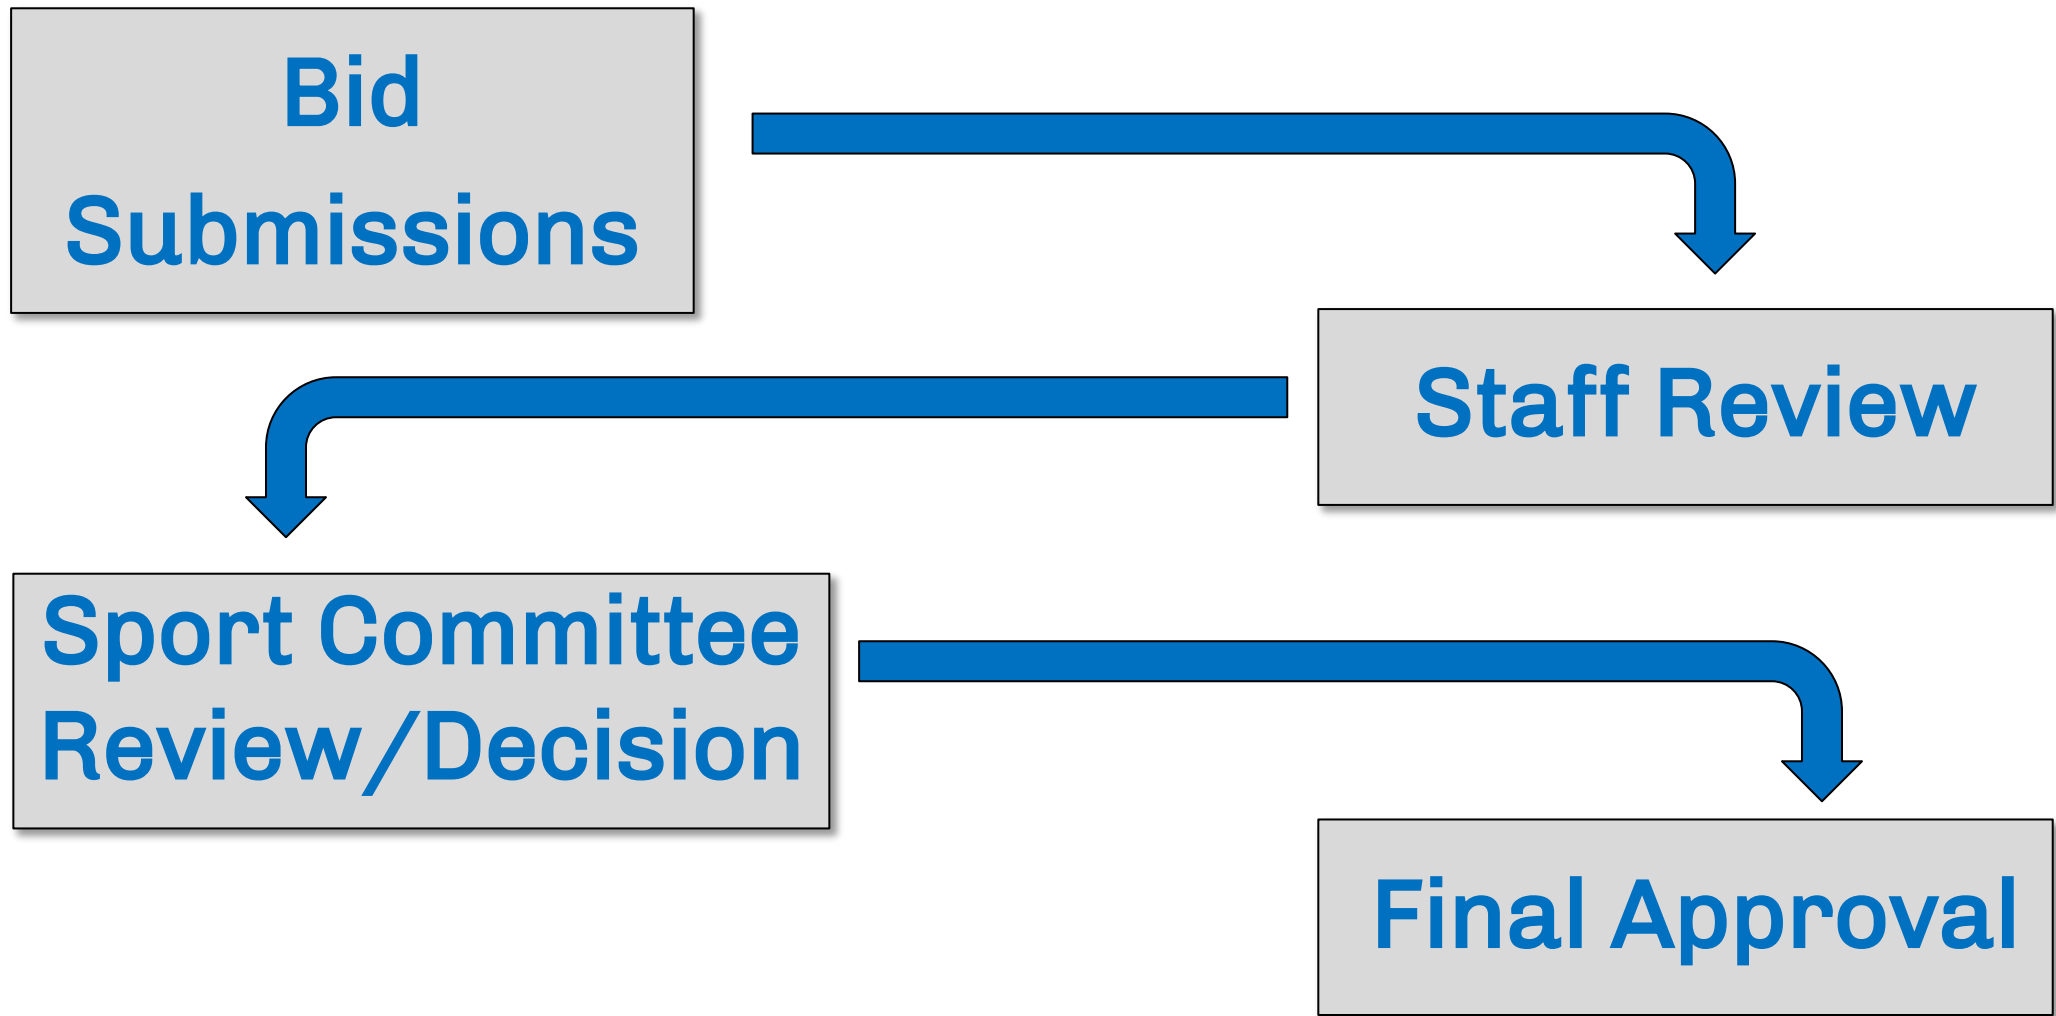 Bid
Submissions
Staff Review
Sport Committee
Review/Decision
Final Approval